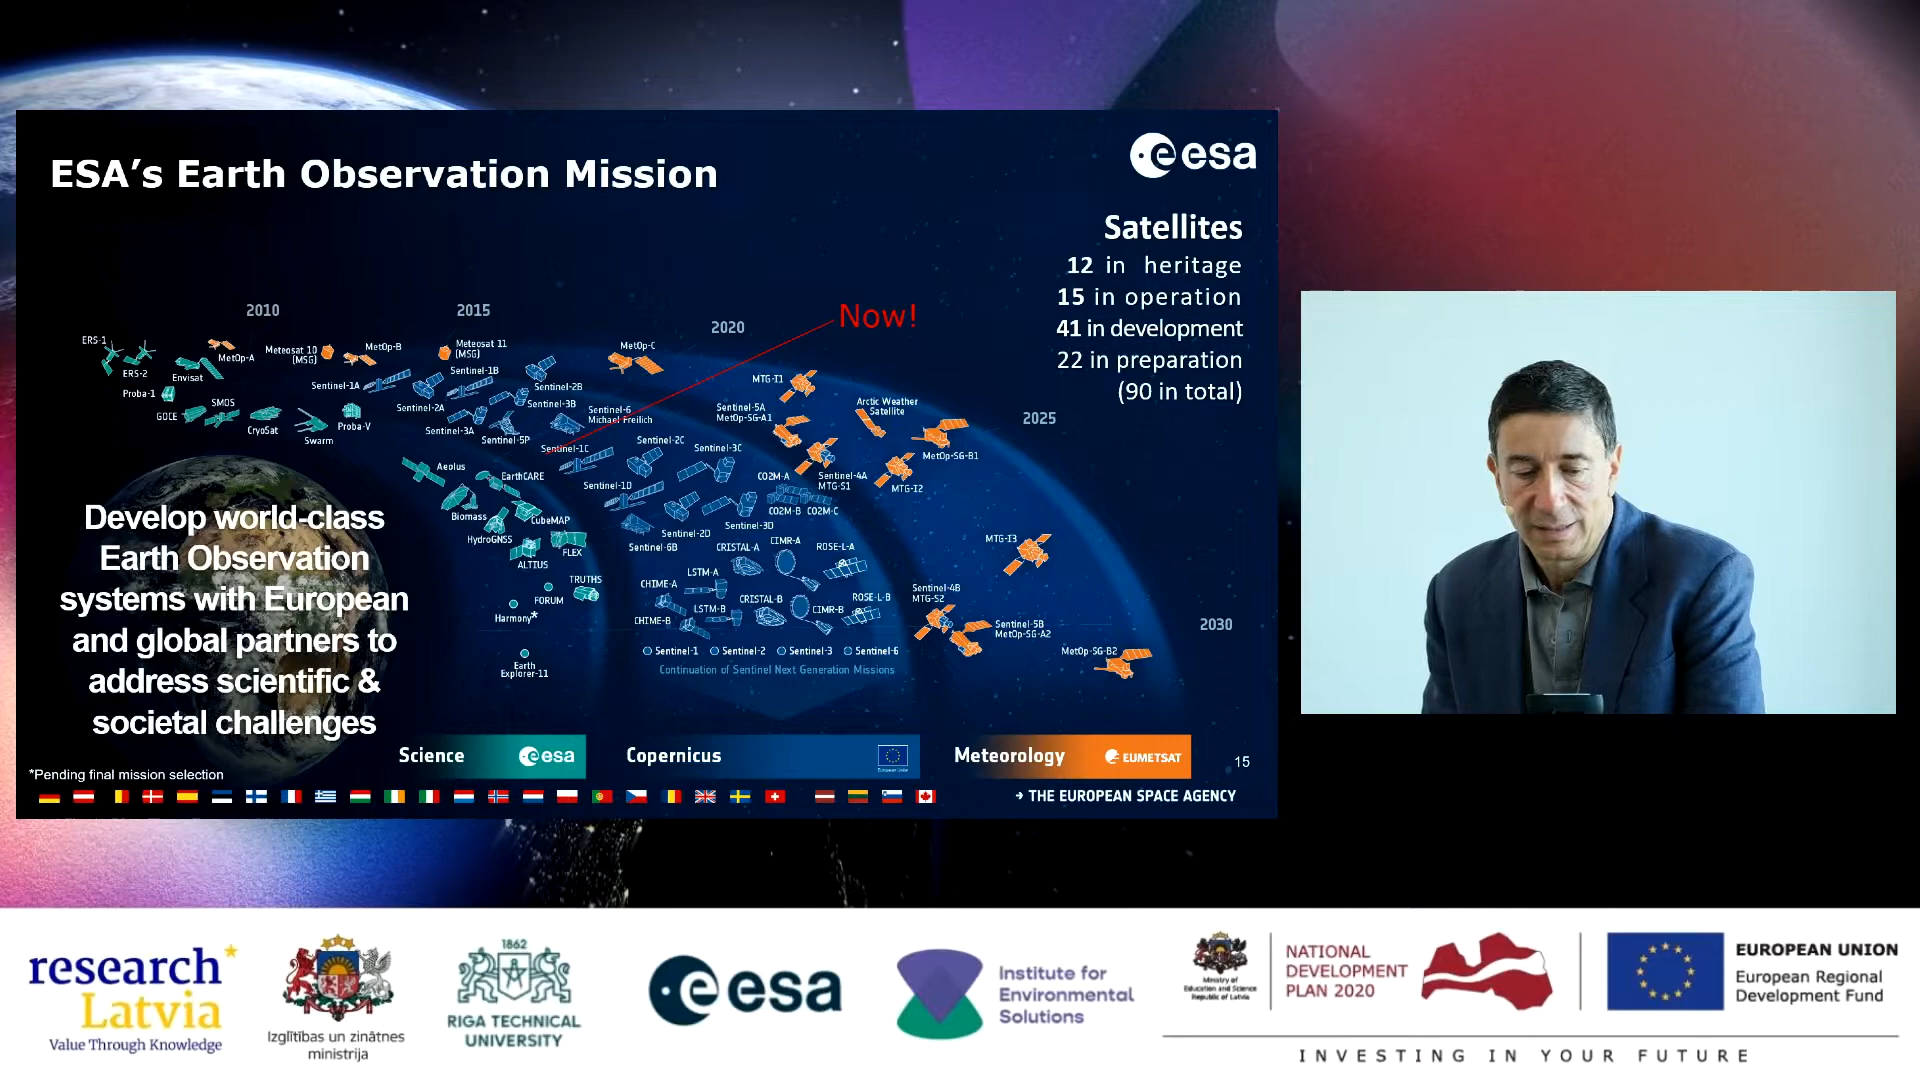 ESA's Earth Observation Mission
esa
Satellites
12 in heritage
15 in operation
41 in development
22 in preparation
(90 in total)
2010
2015
2020
2025
2030
Now!
ERS-1
ERS-2
Envisat
MetOp-A
Meteosat 10
(MSG)
MetOp-B
Meteosat 11
(MSG)
MetOp-C
Proba-1
GOCE
SMOS
CryoSat
Swarm
Proba-V
Sentinel-1A
Sentinel-1B
Sentinel-2A
Sentinel-2B
Sentinel-3A
Sentinel-3B
Sentinel-5P
Sentinel-6
Michael Freilich
Sentinel-1C
Sentinel-2C
Sentinel-3C
MTG-I1
Sentinel-5A
MetOp-SG-A1
Arctic Weather
Satellite
MetOp-SG-B1
Aeolus
EarthCARE
Biomass
CubeMAP
HydroGNSS
FLEX
ALTIUS
TRUTHS
FORUM
Harmony*
Earth
Explorer-11
Sentinel-1D
Sentinel-2D
Sentinel-3D
Sentinel-6B
CO2M-A
CO2M-B
CO2M-C
Sentinel-4A
MTG-S1
MTG-I2
CRISTAL-A
CIMR-A
ROSE-L-A
LSTM-A
CHIME-A
LSTM-B
CRISTAL-B
CIMR-B
ROSE-L-B
CHIME-B
MTG-I3
Sentinel-4B
MTG-S2
Sentinel-5B
MetOp-SG-A2
MetOp-SG-B2
Sentinel-1
Sentinel-2
Sentinel-3
Sentinel-6
Continuation of Sentinel Next Generation Missions
Develop world-class
Earth Observation
systems with European
and global partners to
address scientific &
societal challenges
*Pending final mission selection
Science
esa
Copernicus
European Union
Meteorology
EUMETSAT
15
→ THE EUROPEAN SPACE AGENCY
research
Latvia
Value Through Knowledge
Izglītības un zinātnes
ministrija
1862
RIGA TECHNICAL
UNIVERSITY
esa
Institute for
Environmental
Solutions
Ministry of
Education and Science
Republic of Latvia
NATIONAL
DEVELOPMENT
PLAN 2020
EUROPEAN UNION
European Regional
Development Fund
INVESTING IN YOUR FUTURE